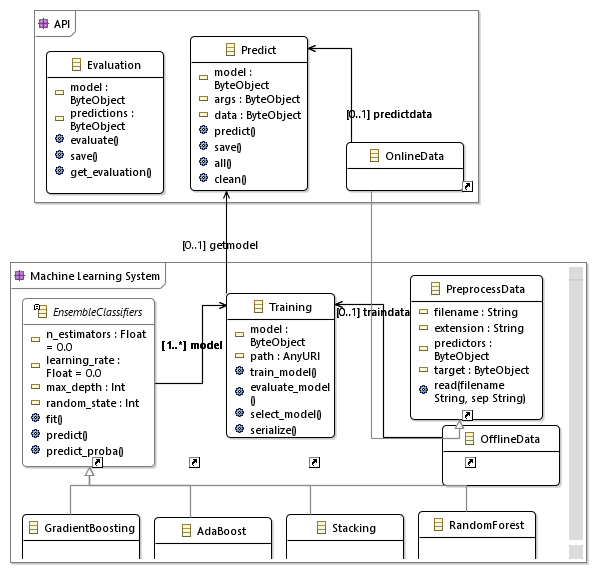 API
Evaluation
model :
ByteObject
predictions :
ByteObject
evaluate()
save()
get_evaluation()
Predict
model :
ByteObject
args : ByteObject
data : ByteObject
predict()
save()
all()
clean()
[0..1] predictdata
OnlineData
[0..1] getmodel
Machine Learning System
EnsembleClassifiers
n_estimators : Float
= 0.0
learning_rate :
Float = 0.0
max_depth : Int
random_state : Int
fit()
predict()
predict_proba()
[1..*] model
Training
model :
ByteObject
path : AnyURI
train_model()
evaluate_model
()
select_model()
serialize()
[0..1] traindata
PreprocessData
filename : String
extension : String
predictors :
ByteObject
target : ByteObject
read(filename
String, sep String)
OfflineData
GradientBoosting
AdaBoost
Stacking
RandomForest